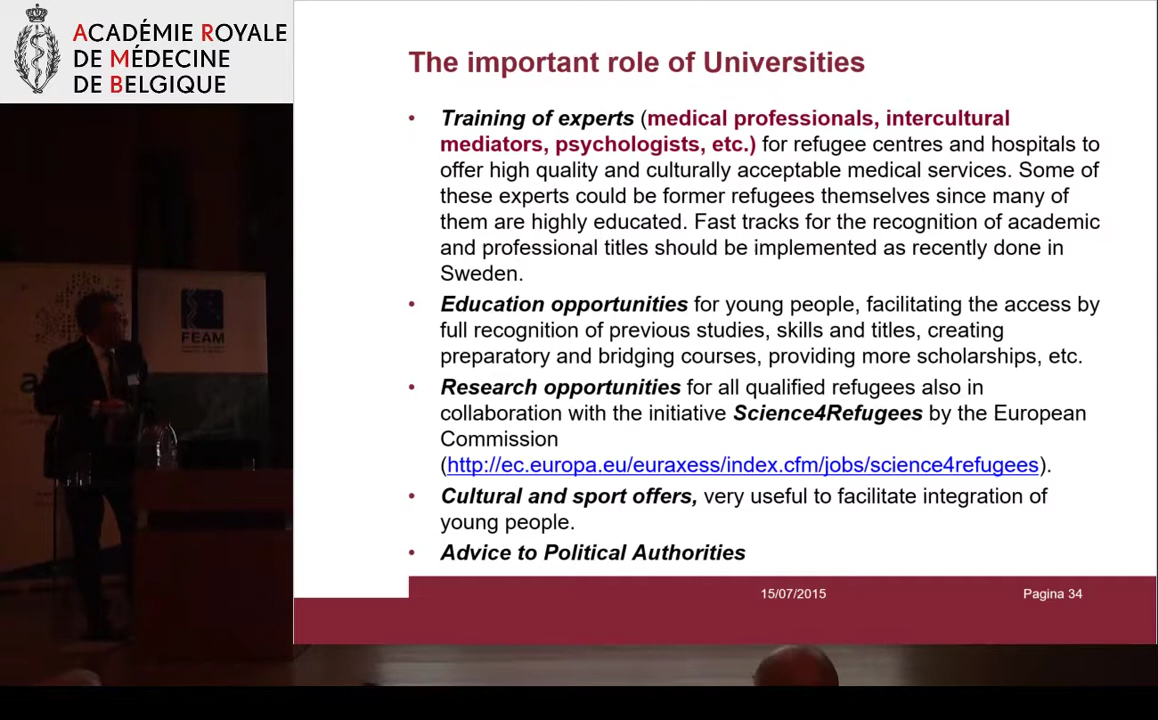 ACADÉMIE ROYALE
DE MÉDECINE
DE BELGIQUE
The important role of Universities
• Training of experts (medical professionals, intercultural
mediators, psychologists, etc.) for refugee centres and hospitals to
offer high quality and culturally acceptable medical services. Some of
these experts could be former refugees themselves since many of
them are highly educated. Fast tracks for the recognition of academic
and professional titles should be implemented as recently done in
Sweden.
• Education opportunities for young people, facilitating the access by
full recognition of previous studies, skills and titles, creating
preparatory and bridging courses, providing more scholarships, etc.
• Research opportunities for all qualified refugees also in
collaboration with the initiative Science4Refugees by the European
Commission
(http://ec.europa.eu/euraxess/index.cfm/jobs/science4refugees).
• Cultural and sport offers, very useful to facilitate integration of
young people.
• Advice to Political Authorities
15/07/2015
Pagina 34
FEAM